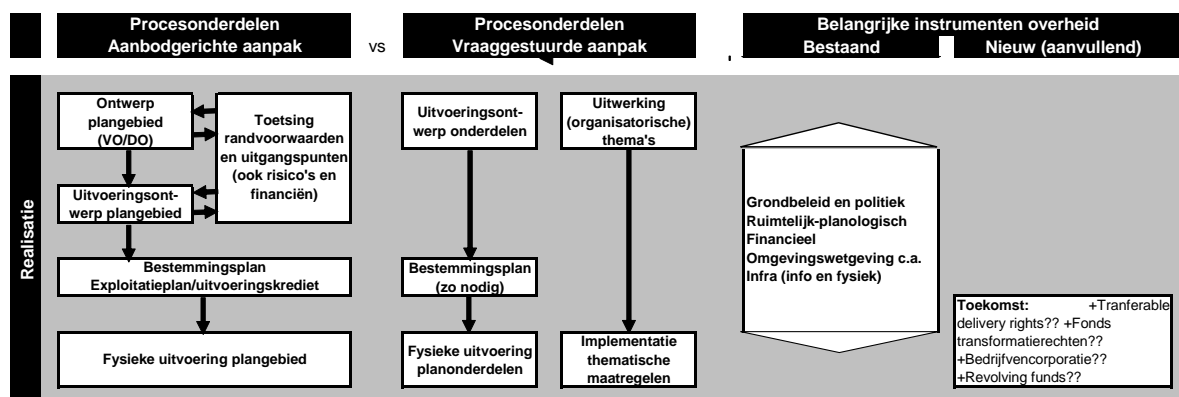 Procesonderdelen
Aanbodgerichte aanpak
vs
Procesonderdelen
Vraaggestuurde aanpak
Belangrijke instrumenten overheid
Bestaand
Nieuw (aanvullend)
Realisatie
Ontwerp
plangebied
(VO/DO)
Toetsing
randvoorwaarden
en uitgangspunten
(ook risico's en
financiën)
Uitvoeringsont-
werp plangebied
Bestemmingsplan
Exploitatieplan/uitvoeringskrediet
Fysieke uitvoering plangebied
Uitvoeringsont-
werp onderdelen
Bestemmingsplan
(zo nodig)
Fysieke uitvoering
planonderdelen
Uitwerking
(organisatorische)
thema's
Implementatie
thematische
maatregelen
Grondbeleid en politiek
Ruimtelijk-planologisch
Financieel
Omgevingswetgeving c.a.
Infra (info en fysiek)
Toekomst: +Tranferable
delivery rights?? +Fonds
transformatierechten??
+Bedrijfvencorporatie??
+Revolving funds??